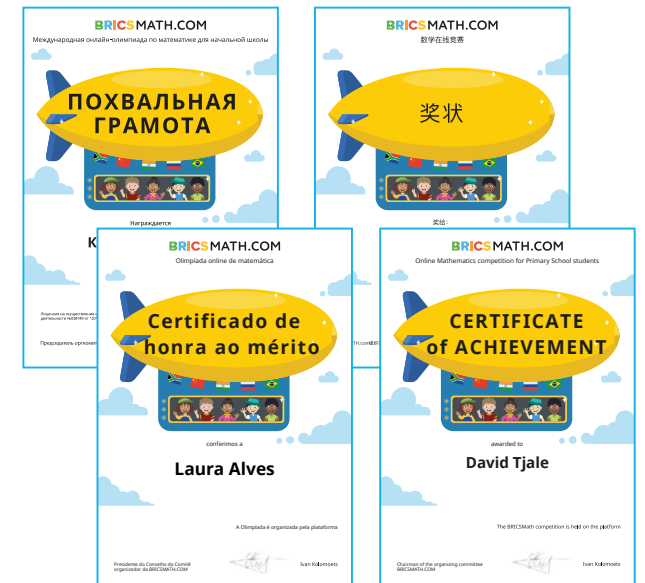 BRICSMATH.COM
Международная онлайн-олимпиада по математике для начальной школы
ПОХВАЛЬНАЯ
ГРАМОТА
Награждается
К
Председатель оргкомит
BRICSMATH.COM
数学在线竞赛
奖状
奖给:
BRICSMATH.COM
Olimpíada online de matemática
Certificado de
honra ao mérito
conferimos a
Laura Alves
A Olimpíada é organizada pela plataforma
Presidente do Conselho do Comitê
organizador da BRICSMATH.COM
Ivan Kolomoets
BRICSMATH.COM
Online Mathematics competition for Primary School students
CERTIFICATE
of ACHIEVEMENT
awarded to
David Tjale
The BRICSMath competition is held on the platform
Chairman of the organizing committee
BRICSMATH.COM
Ivan Kolomoets